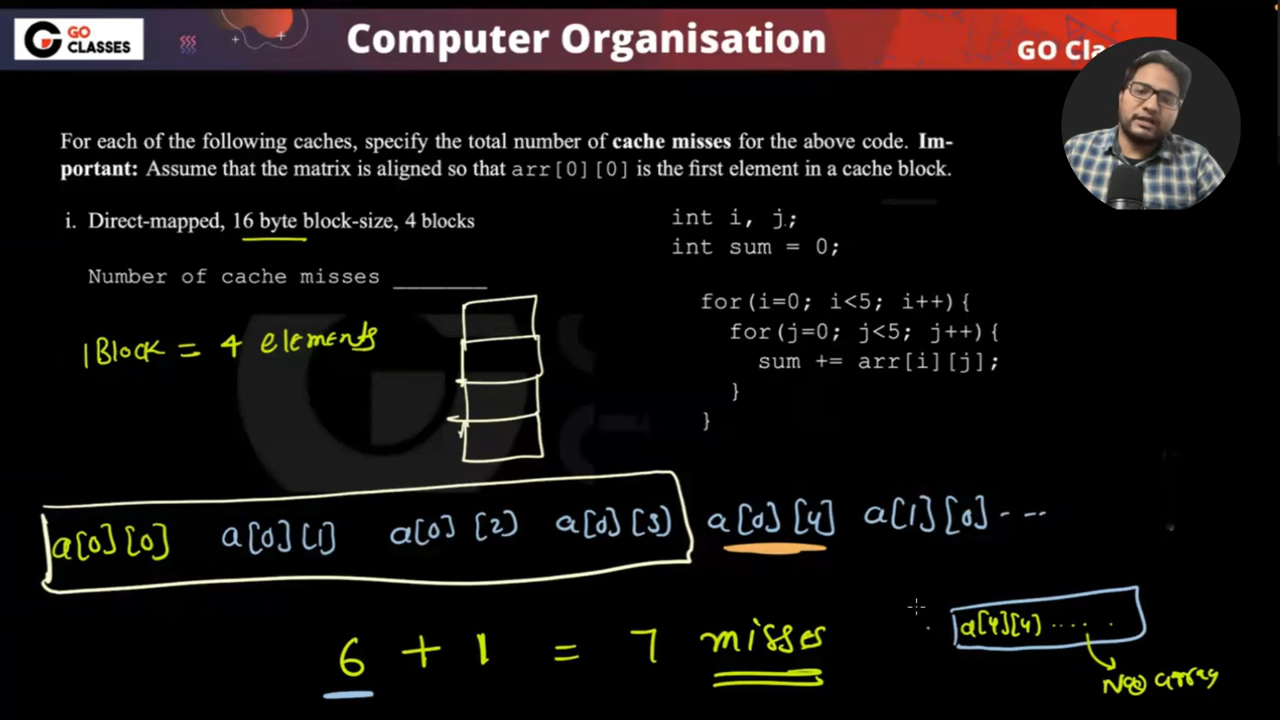 GO
CLASSES
Computer Organisation
GO Cla
For each of the following caches, specify the total number of cache misses for the above code. Im-
portant: Assume that the matrix is aligned so that arr[0][0] is the first element in a cache block.
i. Direct-mapped, 16 byte block-size, 4 blocks
Number of cache misses _______
1 Block = 4 elements
int i, j;
int sum = 0;
for(i=0; i<5; i++){
for(j=0; j<5; j++){
sum += arr[i][j];
}
}
a[0][0] a[0][1] a[0][2] a[0][3] a[0][4] a[1][0] - --
6 + 1 = 7 misses
a[4][4] .....
array